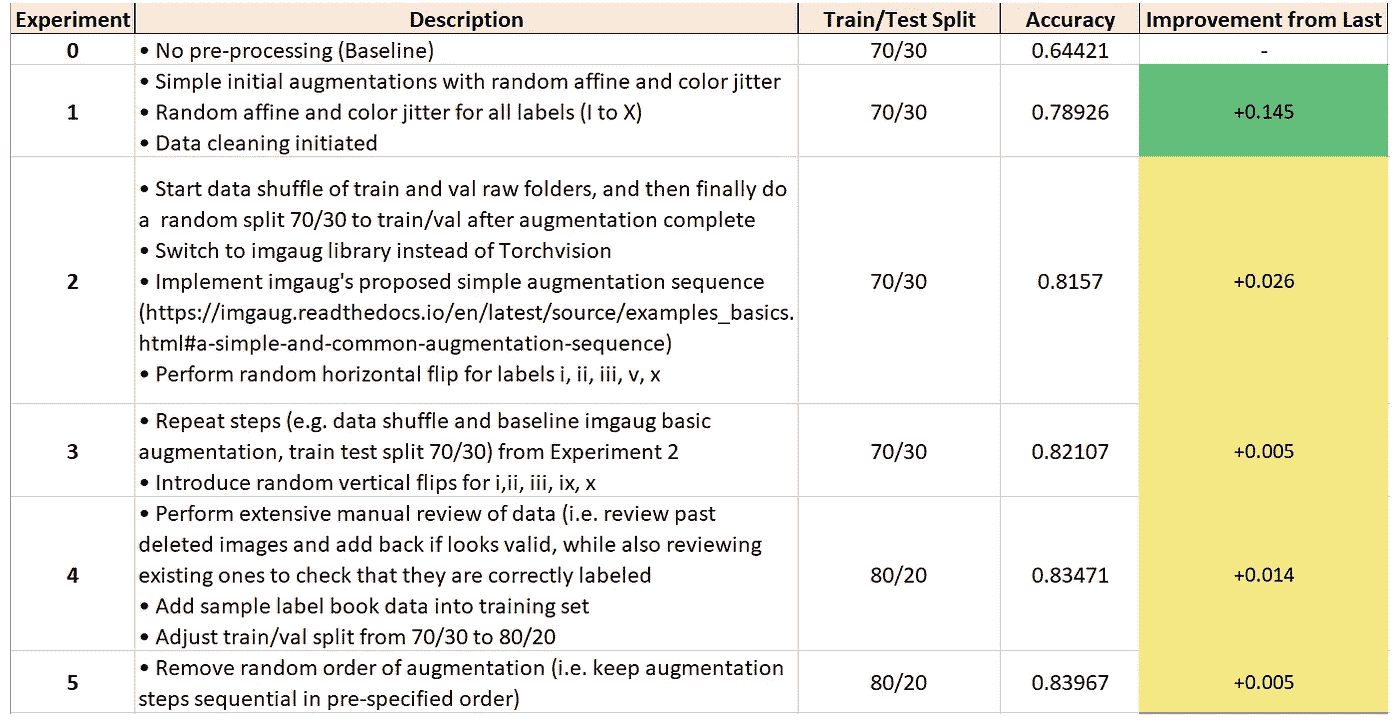 Experiment Description Train/Test Split Accuracy Improvement from Last
0 • No pre-processing (Baseline) 70/30 0.64421 -
• Simple initial augmentations with random affine and color jitter
1 • Random affine and color jitter for all labels (I to X) 70/30 0.78926 +0.145
• Data cleaning initiated
• Start data shuffle of train and val raw folders, and then finally do
a random split 70/30 to train/val after augmentation complete
• Switch to imgaug library instead of Torchvision
2 • Implement imgaug's proposed simple augmentation sequence 70/30 0.8157 +0.026
(https://imgaug.readthedocs.io/en/latest/source/examples_basics.
html#a-simple-and-common-augmentation-sequence)
• Perform random horizontal flip for labels i, ii, iii, v, x
• Repeat steps (e.g. data shuffle and baseline imgaug basic
3 augmentation, train test split 70/30) from Experiment 2 70/30 0.82107 +0.005
• Introduce random vertical flips for i,ii, iii, ix, x
• Perform extensive manual review of data (i.e. review past
deleted images and add back if looks valid, while also reviewing
4 existing ones to check that they are correctly labeled 80/20 0.83471 +0.014
• Add sample label book data into training set
• Adjust train/val split from 70/30 to 80/20
• Remove random order of augmentation (i.e. keep augmentation
5 steps sequential in pre-specified order) 80/20 0.83967 +0.005